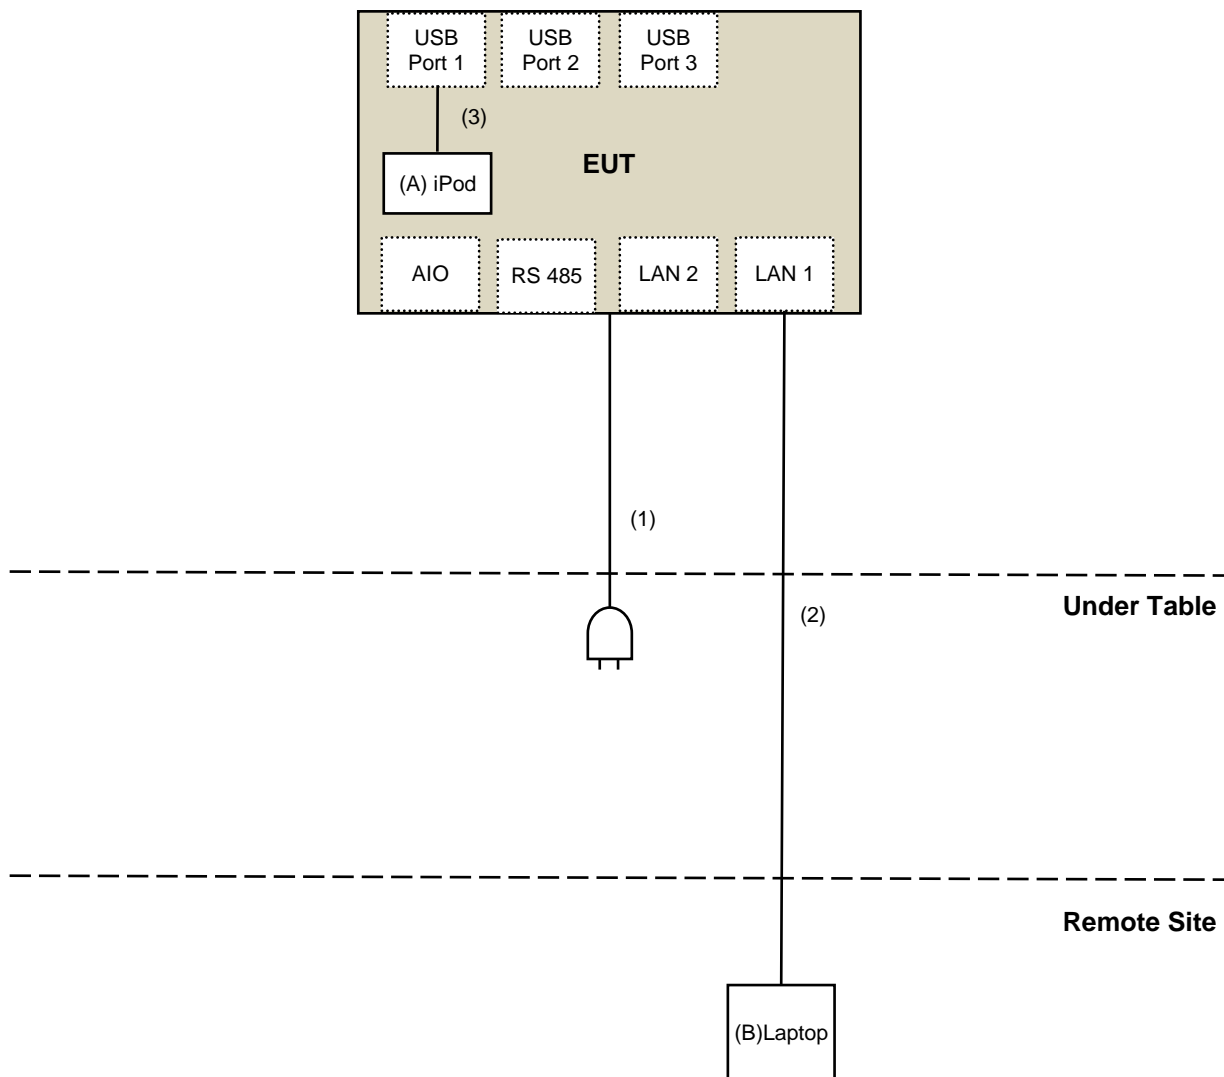 USB
Port 1
USB
Port 2
USB
Port 3
(3)
EUT
(A) iPod
AIO
RS 485
LAN 2
LAN 1
(1)
Under Table
(2)
Remote Site
(B)Laptop